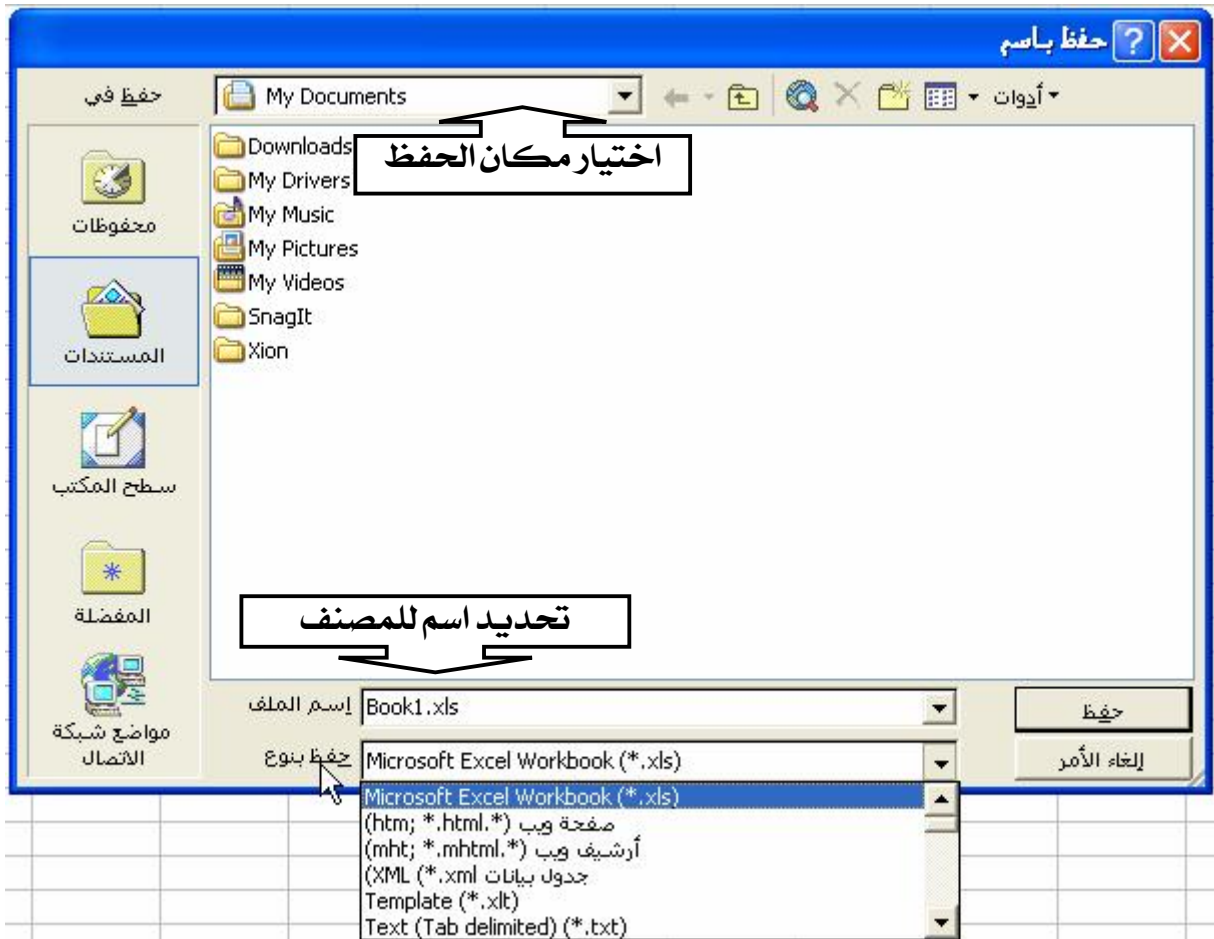 حفظ باسم
حفظ في
My Documents
أدوات
اختيار مكان الحفظ
Downloads
My Drivers
My Music
My Pictures
My Videos
SnagIt
Xion
محفوظات
المستندات
سطح المكتب
المفضلة
مواضع شبكة
الاتصال
تحديد اسم للمصنف
إسم الملف
Book1.xls
حفظ
حفظ بنوع
Microsoft Excel Workbook (*.xls)
إلغاء الأمر
Microsoft Excel Workbook (*.xls)
صفحة ويب (*.htm; *.html)
أرشيف ويب (*.mht; *.mhtml)
جدول بيانات XML (*.xml)
Template (*.xlt)
Text (Tab delimited) (*.txt)